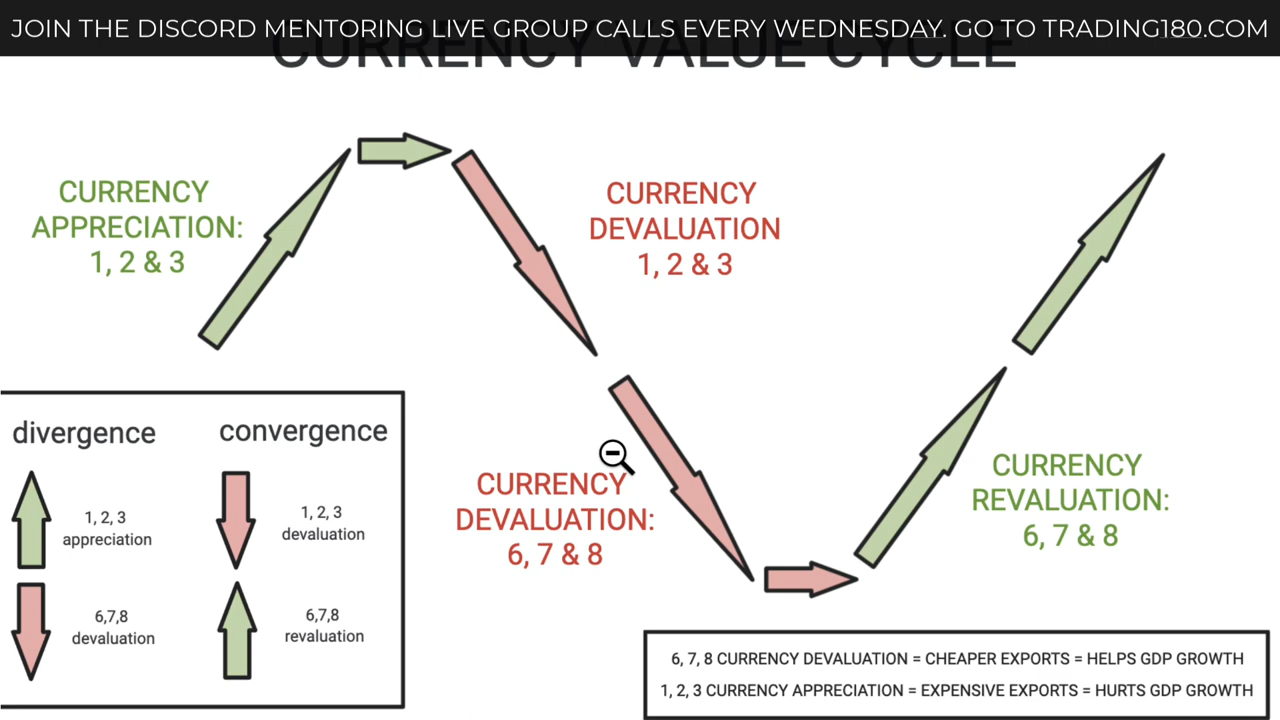 JOIN THE DISCORD MENTORING LIVE GROUP CALLS EVERY WEDNESDAY. GO TO TRADING180.COM
CURRENCY VALUE CYCLE
CURRENCY
APPRECIATION:
1, 2 & 3
CURRENCY
DEVALUATION
1, 2 & 3
divergence
convergence
1, 2, 3
appreciation
1, 2, 3
devaluation
6,7,8
devaluation
6,7,8
revaluation
CURRENCY
DEVALUATION:
6, 7 & 8
CURRENCY
REVALUATION:
6, 7 & 8
6, 7, 8 CURRENCY DEVALUATION = CHEAPER EXPORTS = HELPS GDP GROWTH
1, 2, 3 CURRENCY APPRECIATION = EXPENSIVE EXPORTS = HURTS GDP GROWTH